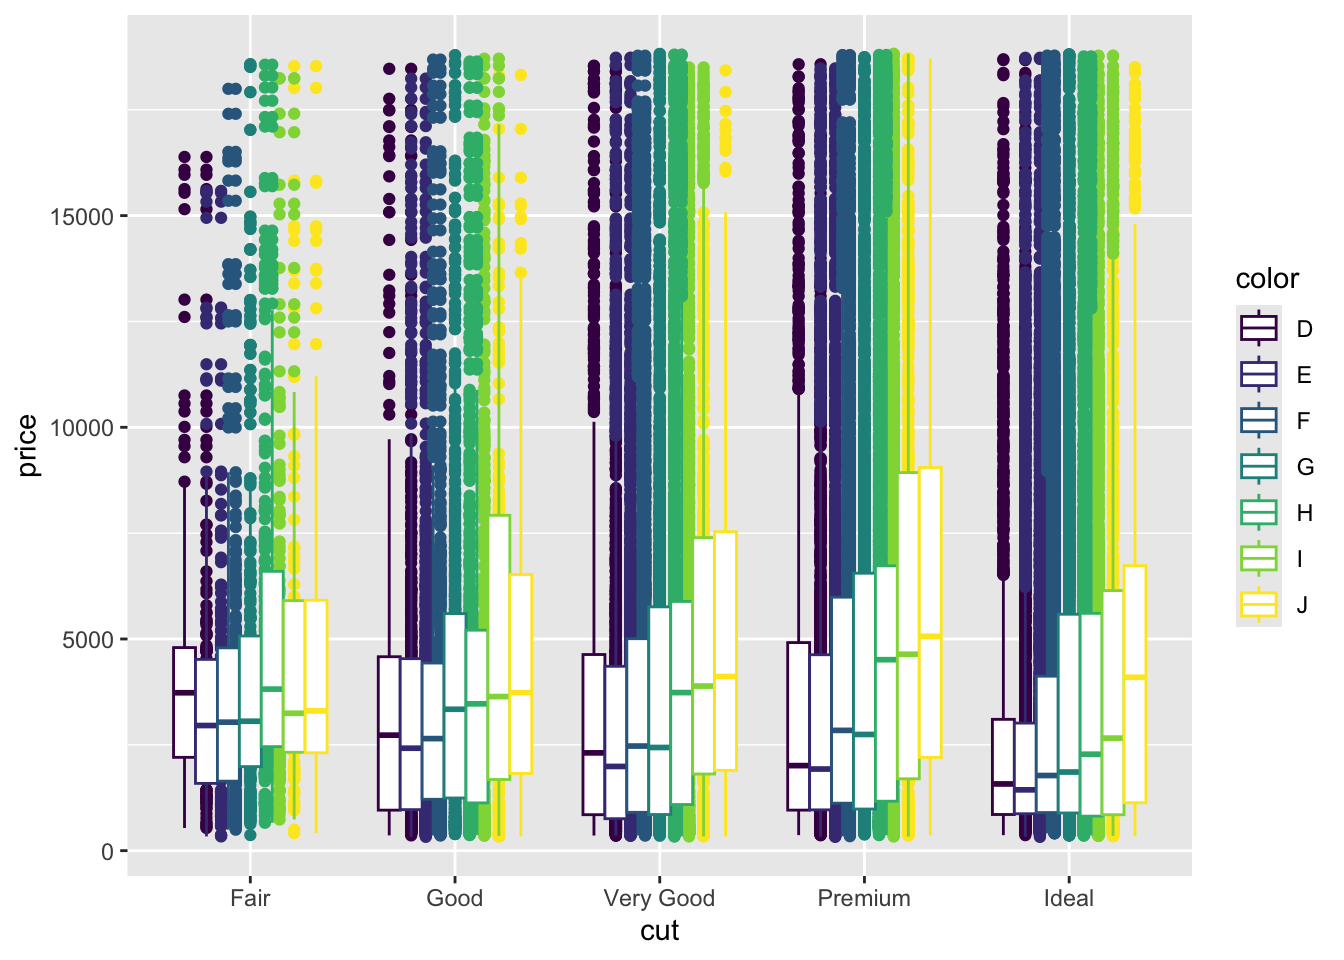 15000
10000
5000
0
price
Fair
Good
Very Good
Premium
Ideal
cut
color
D
E
F
G
H
I
J